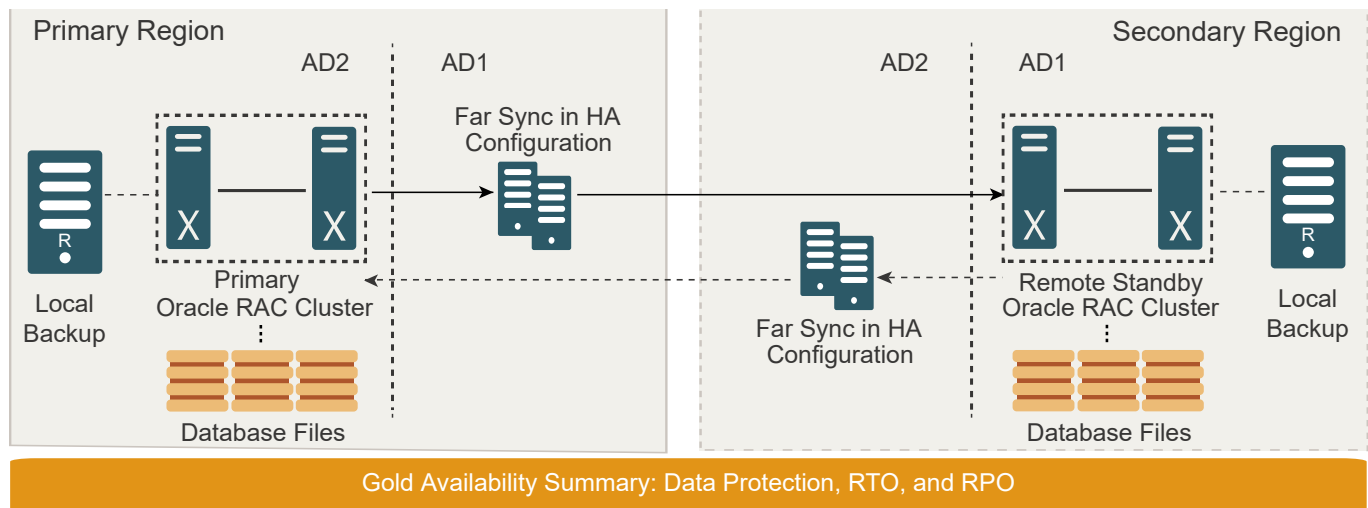 Primary Region
AD2
AD1
Far Sync in HA
Configuration
R
X
X
Local
Backup
Primary
Oracle RAC Cluster
Database Files
Secondary Region
AD2
AD1
Far Sync in HA
Configuration
X
X
R
Remote Standby
Oracle RAC Cluster
Local
Backup
Database Files
Gold Availability Summary: Data Protection, RTO, and RPO